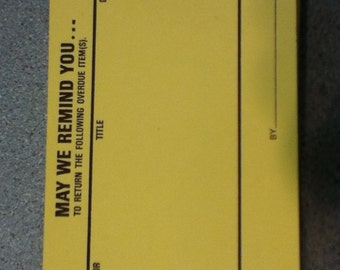 MAY WE REMIND YOU...-
TO RETURN THE FOLLOWING OVERDUE ITEM(S).
TITLE
BY